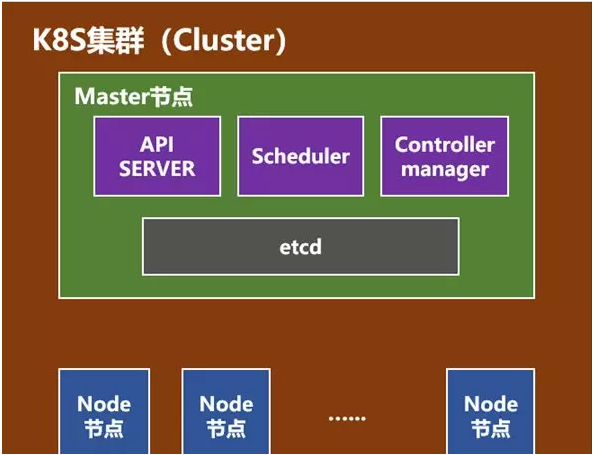 K8S集群（Cluster）
Master节点
API
SERVER
Scheduler
Controller
manager
etcd
Node
节点
Node
节点
......
Node
节点